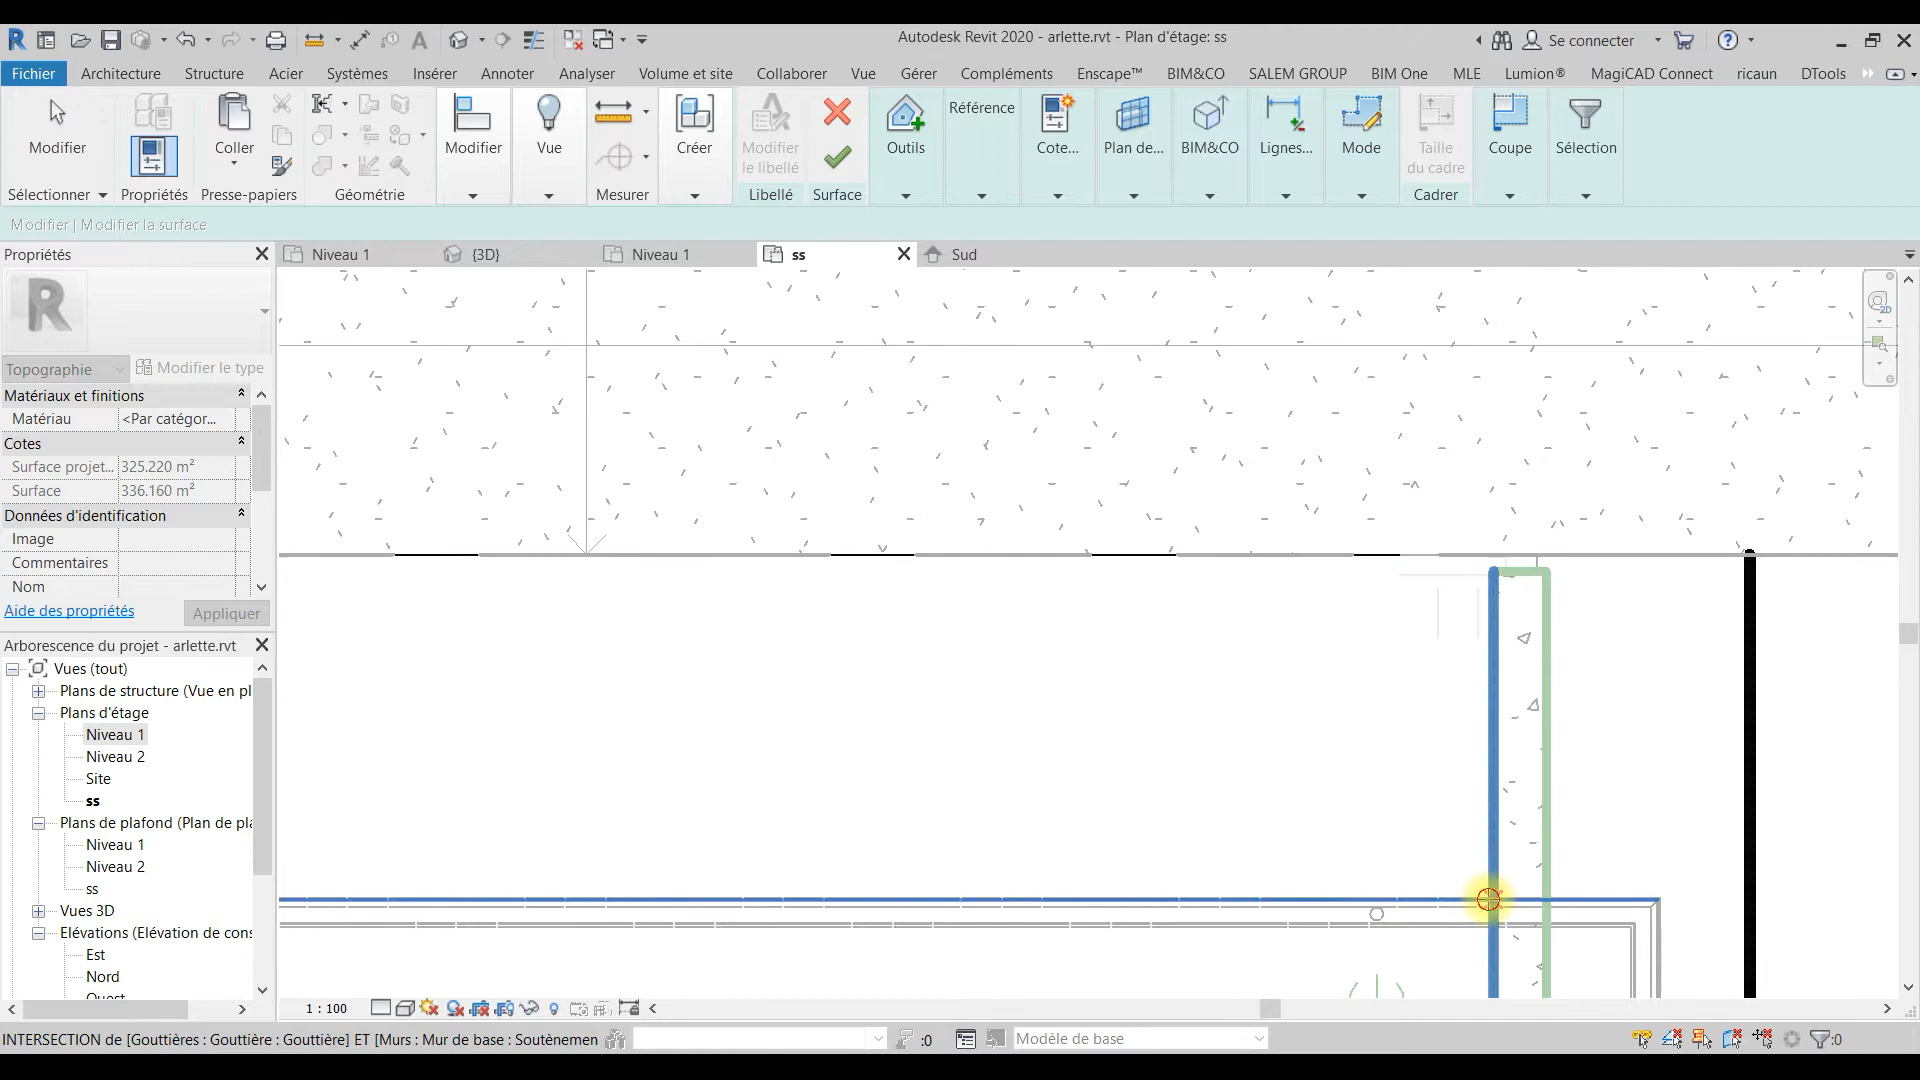 Autodesk Revit 2020 - arlette.rvt - Plan d'étage: ss
Se connecter
Fichier Architecture Structure Acier Systèmes Insérer Annoter Analyser Volume et site Collaborer Vue Gérer Compléments Enscape™ BIM&CO SALEM GROUP BIM One MLE Lumion® MagiCAD Connect ricaun DTools
Modifier
Coller
Modifier
Vue
Créer
Modifier
le libellé
Outils
Référence
Cote...
Plan de...
BIM&CO
Lignes...
Mode
Taille
du cadre
Coupe
Sélection
Sélectionner Propriétés Presse-papiers Géométrie Mesurer Libellé Surface Cadrer
Modifier | Modifier la surface
Propriétés
Niveau 1 {3D} Niveau 1 ss Sud
2D
R
Topographie Modifier le type
Matériaux et finitions
Matériau <Par catégor...
Cotes
Surface projet... 325.220 m²
Surface 336.160 m²
Données d'identification
Image
Commentaires
Nom
Aide des propriétés Appliquer
Arborescence du projet - arlette.rvt
Vues (tout)
Plans de structure (Vue en pl
Plans d'étage
Niveau 1
Niveau 2
Site
ss
Plans de plafond (Plan de pla
Niveau 1
Niveau 2
ss
Vues 3D
Elévations (Elévation de cons
Est
Nord
Ouest
1 : 100
INTERSECTION de [Gouttières : Gouttière : Gouttière] ET [Murs : Mur de base : Soutènemen
:0
Modèle de base
:0